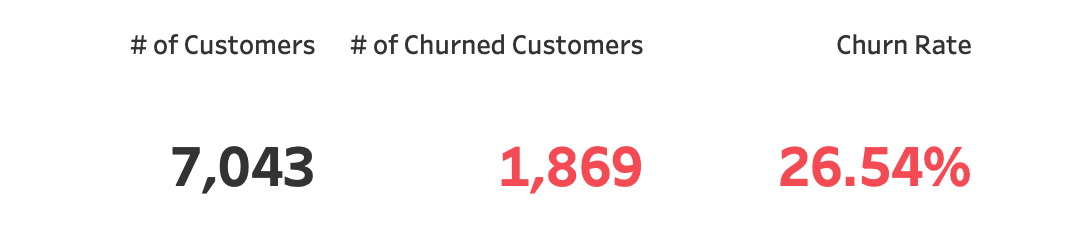 # of Customers # of Churned Customers Churn Rate
7,043 1,869 26.54%